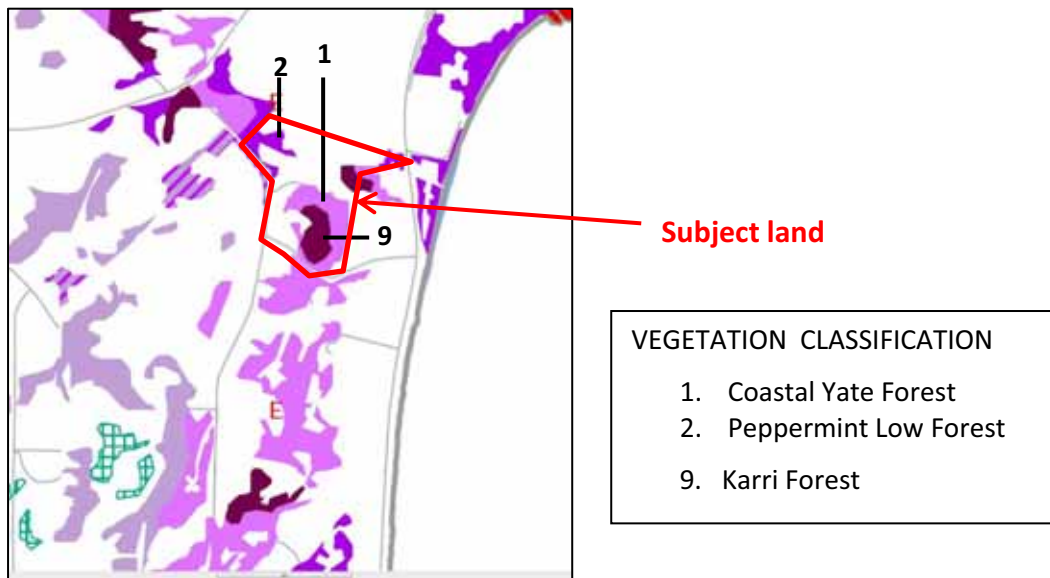 1
2
E
9
Subject land
E
VEGETATION CLASSIFICATION
1. Coastal Yate Forest
2. Peppermint Low Forest
9. Karri Forest